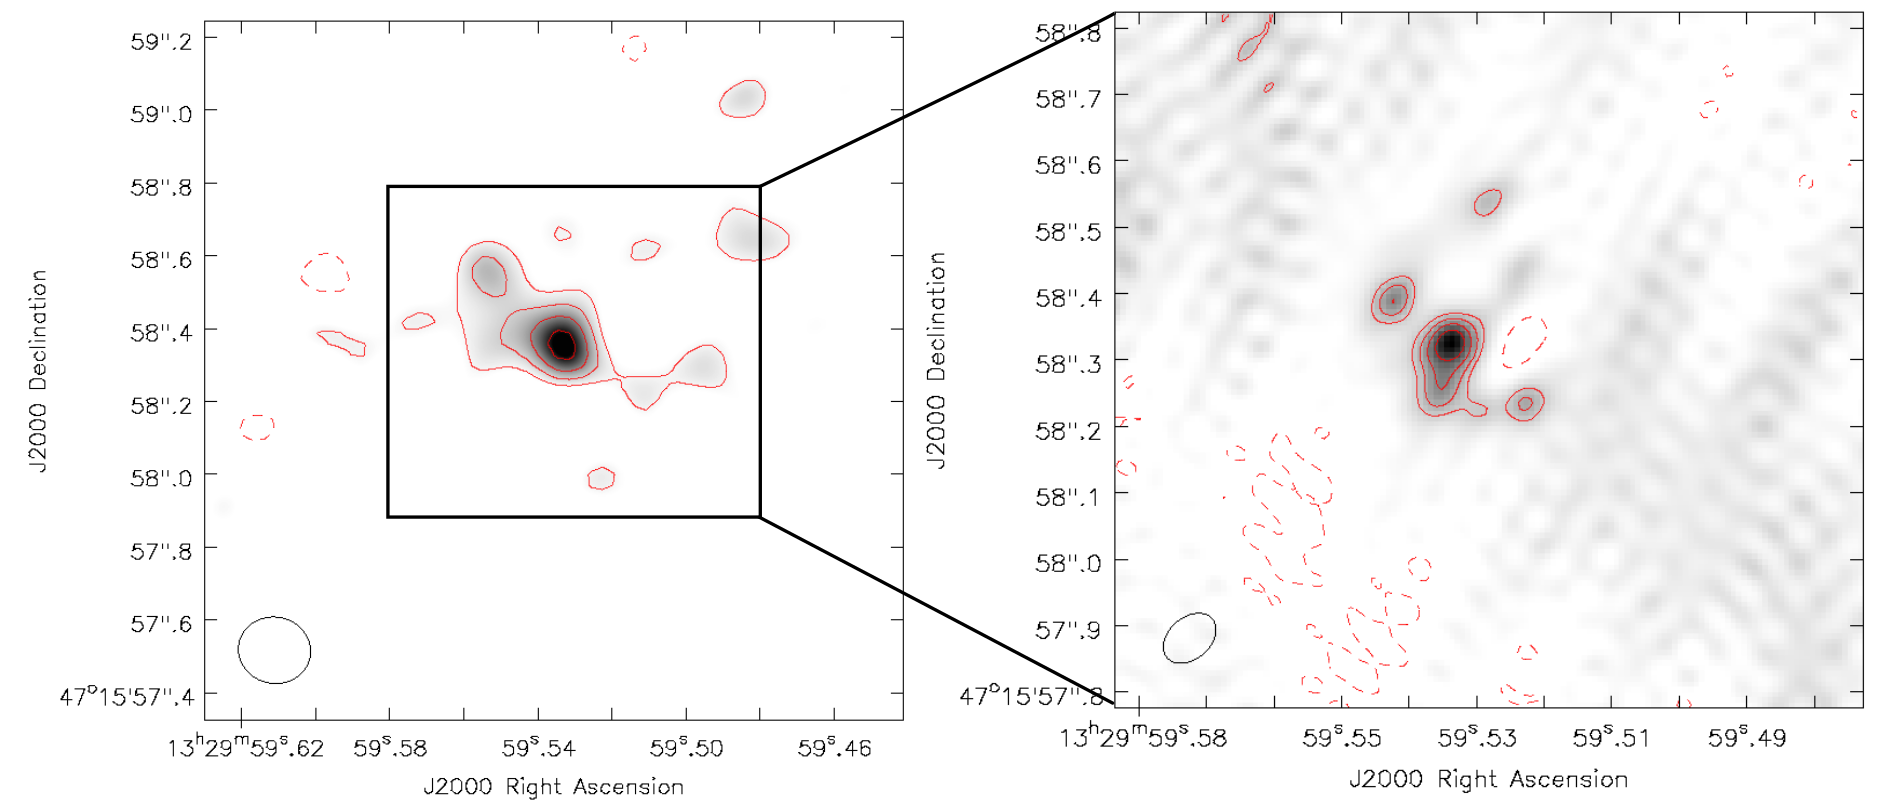 59".2
59".0
58".8
58".6
58".4
58".2
58".0
57".8
57".6
47°15'57".4
J2000 Declination
13ʰ29ᵐ59ˢ.62
59ˢ.58
59ˢ.54
59ˢ.50
59ˢ.46
J2000 Right Ascension
58".8
58".7
58".6
58".5
58".4
58".3
58".2
58".1
58".0
57".9
47°15'57".8
J2000 Declination
13ʰ29ᵐ59ˢ.58
59ˢ.55
59ˢ.53
59ˢ.51
59ˢ.49
J2000 Right Ascension